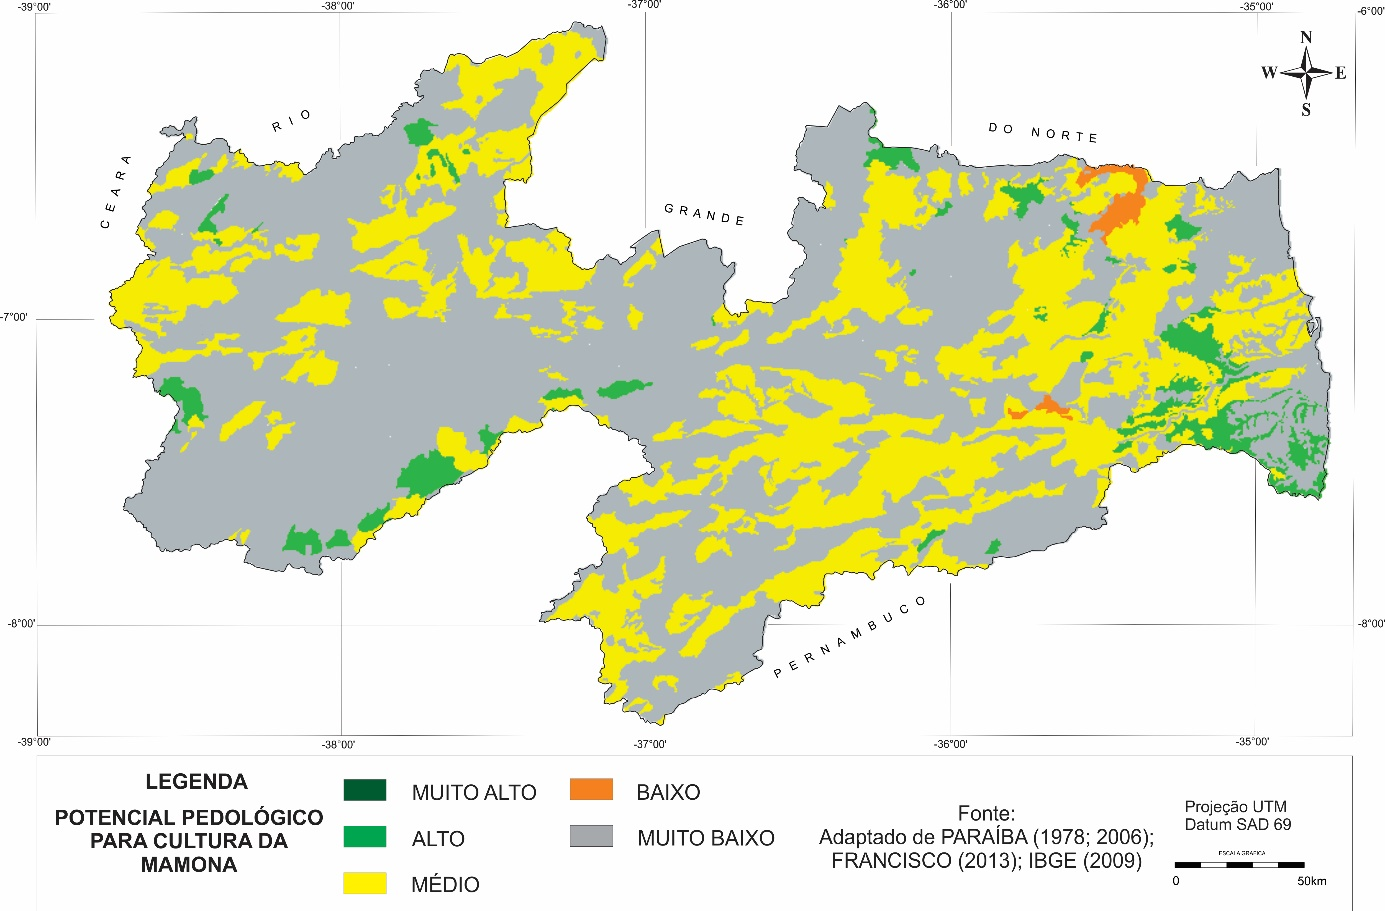 -39°00'
-38°00'
-37°00'
-36°00'
-35°00'
-6°00'
N
W E
S
RIO
DO NORTE
CEARA
GRANDE
-7°00'
-8°00'
-8°00'
PERNAMBUCO
-39°00'
-38°00'
-37°00'
-36°00'
-35°00'
LEGENDA
POTENCIAL PEDOLÓGICO
PARA CULTURA DA
MAMONA
MUITO ALTO
ALTO
MÉDIO
BAIXO
MUITO BAIXO
Fonte:
Adaptado de PARAÍBA (1978; 2006);
FRANCISCO (2013); IBGE (2009)
Projeção UTM
Datum SAD 69
ESCALA GRÁFICA
0 50km